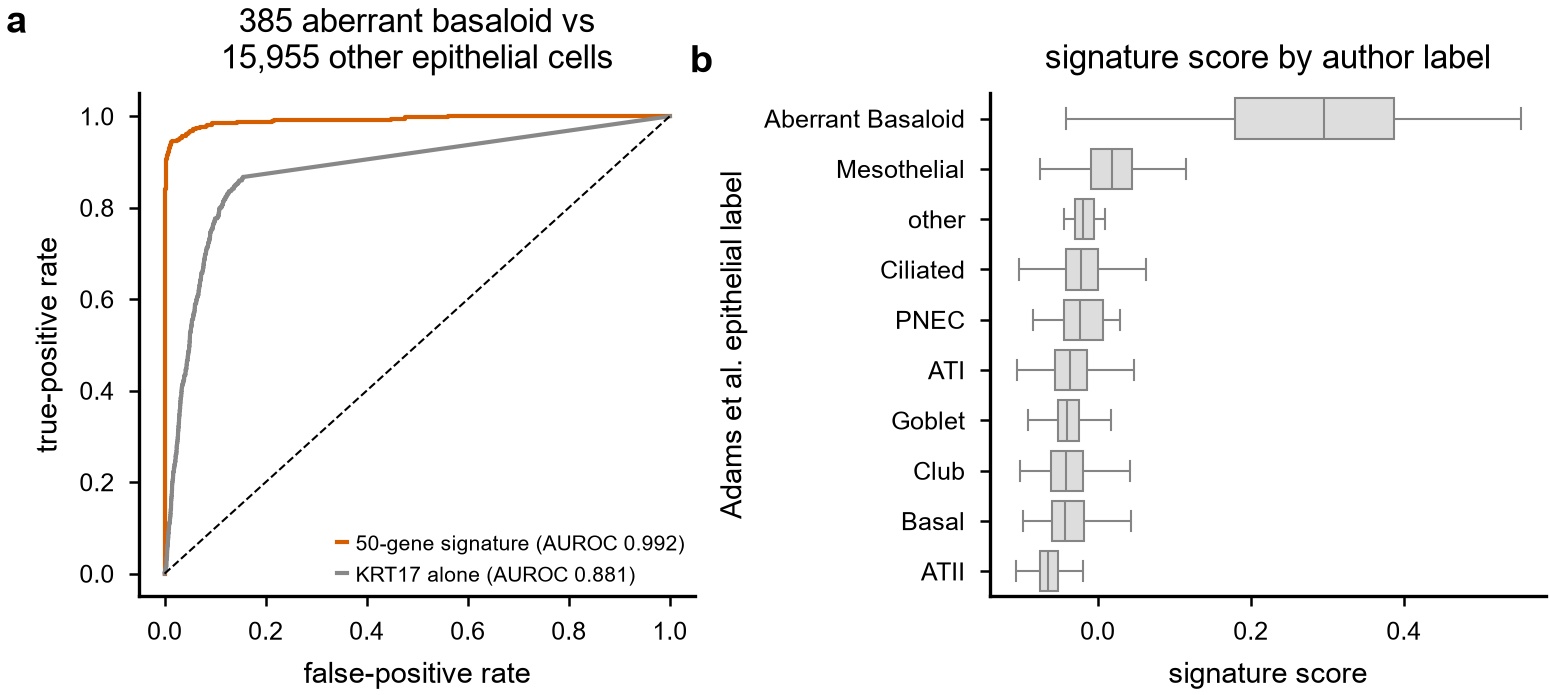 a
385 aberrant basaloid vs
15,955 other epithelial cells
true-positive rate
1.0
0.8
0.6
0.4
0.2
0.0
50-gene signature (AUROC 0.992)
KRT17 alone (AUROC 0.881)
0.0 0.2 0.4 0.6 0.8 1.0
false-positive rate
b
signature score by author label
Adams et al. epithelial label
Aberrant Basaloid
Mesothelial
other
Ciliated
PNEC
ATI
Goblet
Club
Basal
ATII
0.0 0.2 0.4
signature score